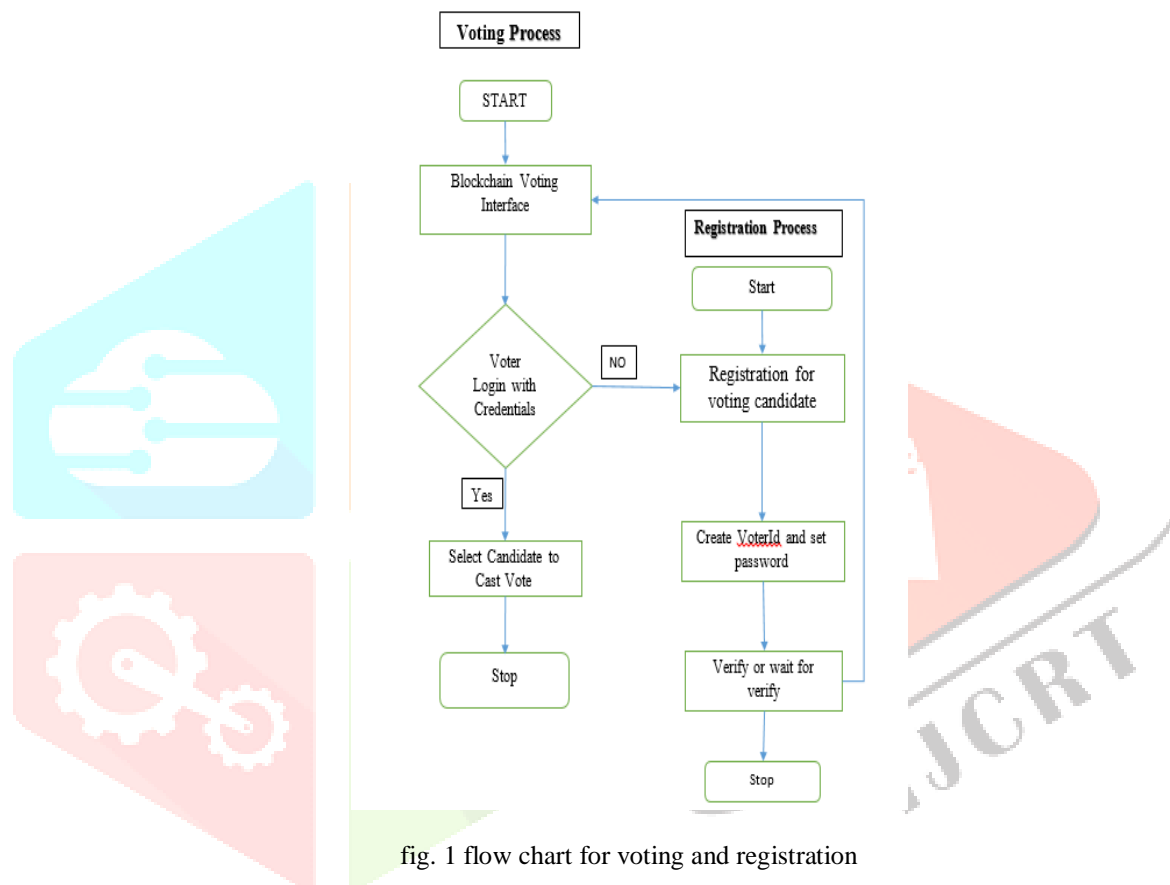 Voting Process
START
Blockchain Voting
Interface
Registration Process
Start
Voter
Login with
Credentials
NO
Registration for
voting candidate
Yes
Select Candidate to
Cast Vote
Create VoterId and set
password
Stop
Verify or wait for
verify
Stop
JCRT
fig. 1 flow chart for voting and registration